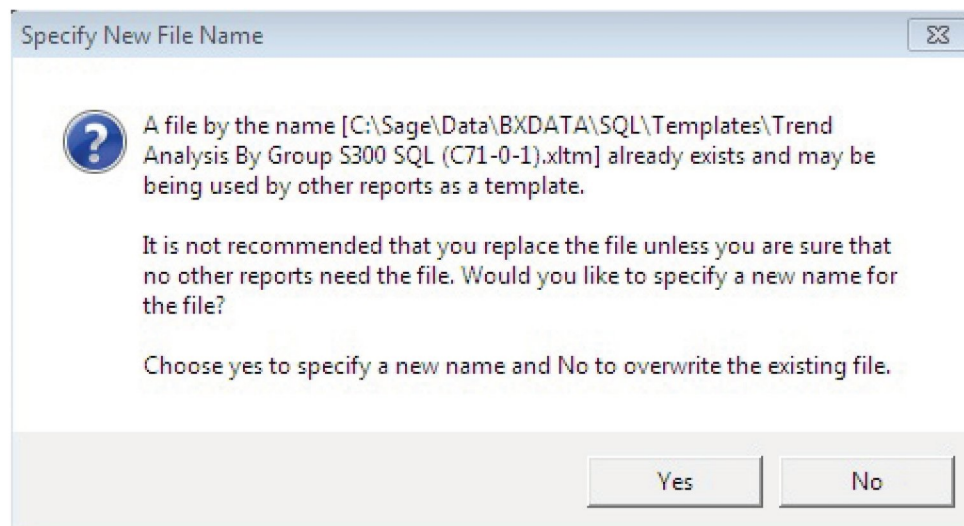 Specify New File Name
A file by the name [C:\Sage\Data\BXDATA\SQL\Templates\Trend
Analysis By Group S300 SQL (C71-0-1).xltm] already exists and may be
being used by other reports as a template.
It is not recommended that you replace the file unless you are sure that
no other reports need the file. Would you like to specify a new name for
the file?
Choose yes to specify a new name and No to overwrite the existing file.
Yes No